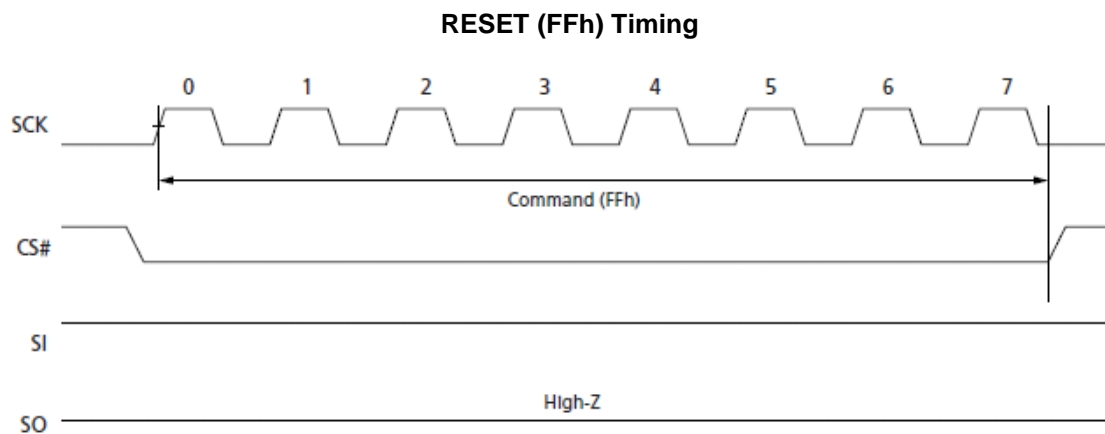 RESET (FFh) Timing
0 1 2 3 4 5 6 7
SCK
Command (FFh)
CS#
SI
High-Z
SO